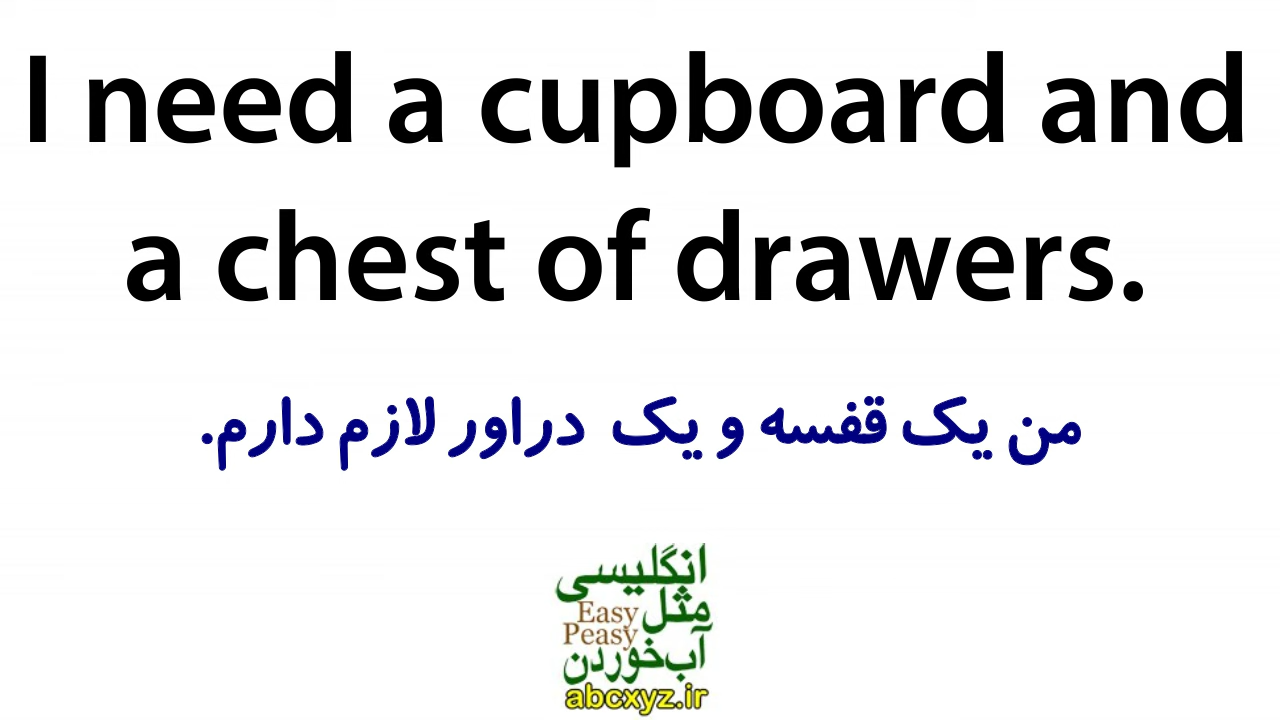 I need a cupboard and
a chest of drawers.
من یک قفسه و یک دراور لازم دارم.
انگلیسی
مثل
Easy
Peasy
آب‌خوردن
abcxyz.ir